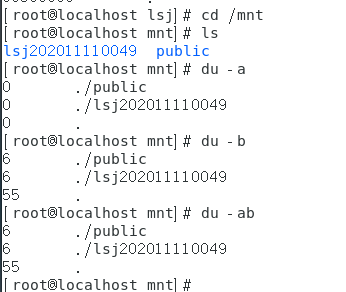 [root@localhost lsj]# cd /mnt
[root@localhost mnt]# ls
lsj202011110049  public
[root@localhost mnt]# du -a
0       ./public
0       ./lsj202011110049
0       .
[root@localhost mnt]# du -b
6       ./public
6       ./lsj202011110049
55      .
[root@localhost mnt]# du -ab
6       ./public
6       ./lsj202011110049
55      .
[root@localhost mnt]#